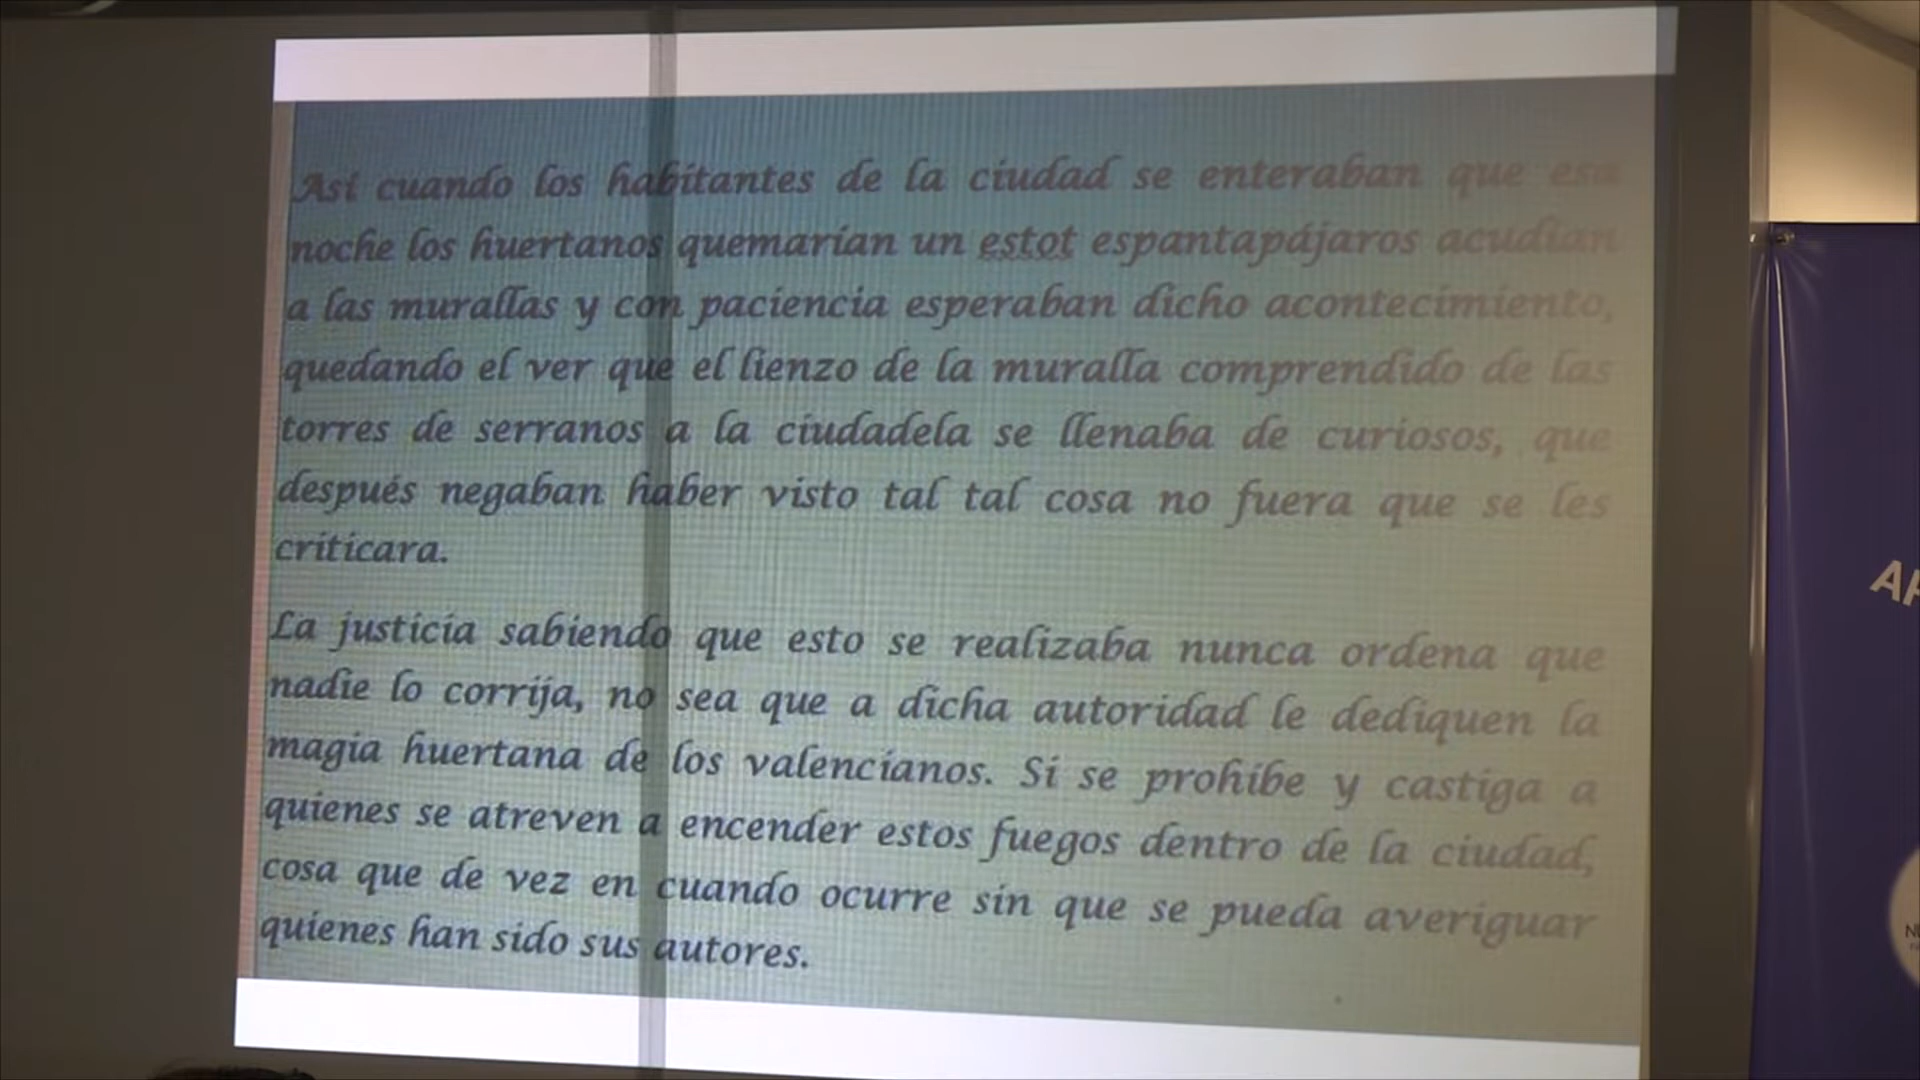 Así cuando los habitantes de la ciudad se enteraban que esa
noche los huertanos quemarían un estot espantapájaros acudían
a las murallas y con paciencia esperaban dicho acontecimiento,
quedando el ver que el lienzo de la muralla comprendido de las
torres de serranos a la ciudadela se llenaba de curiosos, que
después negaban haber visto tal tal cosa no fuera que se les
criticara.
La justicia sabiendo que esto se realizaba nunca ordena que
nadie lo corrija, no sea que a dicha autoridad le dediquen la
magia huertana de los valencianos. Si se prohibe y castiga a
quienes se atreven a encender estos fuegos dentro de la ciudad,
cosa que de vez en cuando ocurre sin que se pueda averiguar
quienes han sido sus autores.